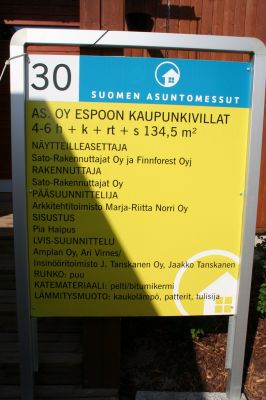 30
SUOMEN ASUNTOMESSUT
AS. OY ESPOON KAUPUNKIVILLAT
4-6 h + k + rt + s 134,5 m²
NÄYTTEILLEASETTAJA
Sato-Rakennuttajat Oy ja Finnforest Oyj
RAKENNUTTAJA
Sato-Rakennuttajat Oy
PÄÄSUUNNITTELIJA
Arkkitehtitoimisto Marja-Riitta Norri Oy
SISUSTUS
Pia Haipus
LVIS-SUUNNITTELU
Amplan Oy, Ari Virnes/
Insinööritoimisto J. Tanskanen Oy, Jaakko Tanskanen
RUNKO: puu
KATEMATERIAALI: pelti/bitumikermi
LÄMMITYSMUOTO: kaukolämpö, patterit, tulisija